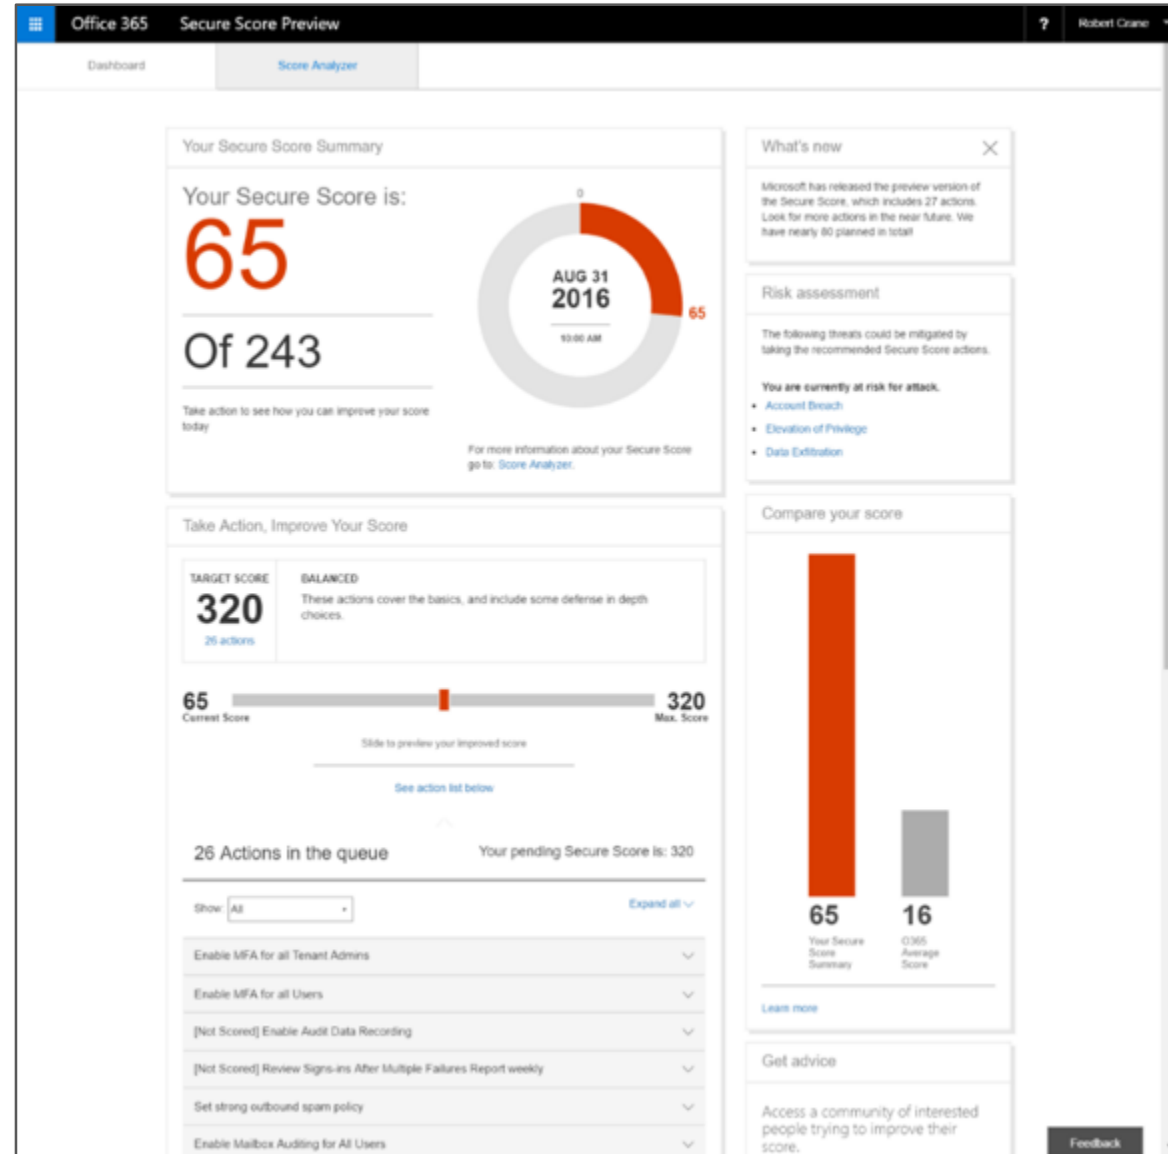 Office 365 Secure Score Preview ? Robert Crane
Dashboard Score Analyzer
Your Secure Score Summary
Your Secure Score is:
65
Of 243
Take action to see how you can improve your score
today
0
AUG 31
2016
10:00 AM
65
For more information about your Secure Score
go to: Score Analyzer.
What's new
Microsoft has released the preview version of
the Secure Score, which includes 27 actions.
Look for more actions in the near future. We
have nearly 80 planned in total!
Risk assessment
The following threats could be mitigated by
taking the recommended Secure Score actions.
You are currently at risk for attack.
• Account Breach
• Elevation of Privilege
• Data Exfiltration
Take Action, Improve Your Score
TARGET SCORE
320
26 actions
BALANCED
These actions cover the basics, and include some defense in depth
choices.
65
Current Score
320
Max. Score
Slide to preview your improved score
See action list below
26 Actions in the queue
Your pending Secure Score is: 320
Show: All
Expand all
Enable MFA for all Tenant Admins
Enable MFA for all Users
[Not Scored] Enable Audit Data Recording
[Not Scored] Review Signs-ins After Multiple Failures Report weekly
Set strong outbound spam policy
Enable Mailbox Auditing for All Users
Compare your score
65
Your Secure
Score
Summary
16
O365
Average
Score
Learn more
Get advice
Access a community of interested
people trying to improve their
score.
Feedback